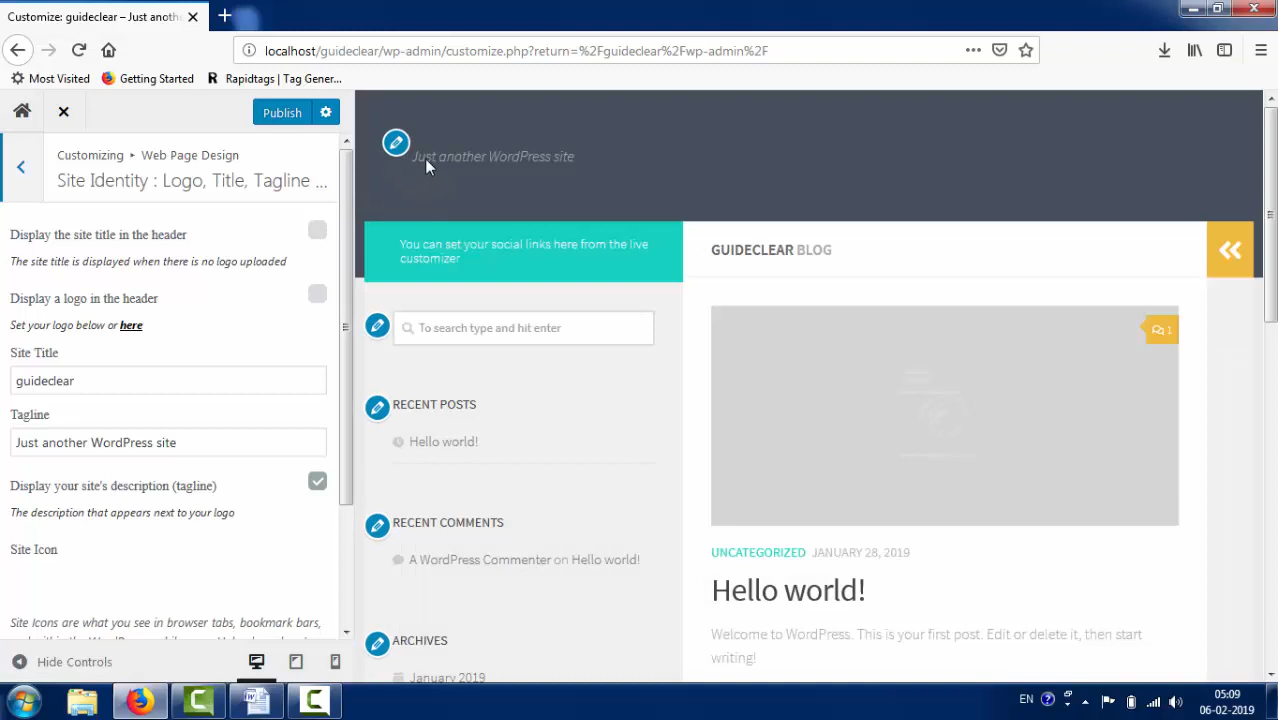 Customize: guideclear – Just anoth
localhost/guideclear/wp-admin/customize.php?return=%2Fguideclear%2Fwp-admin%2F
Most Visited
Getting Started
R Rapidtags | Tag Gener...
Publish
Customizing ▸ Web Page Design
Site Identity : Logo, Title, Tagline ...
Display the site title in the header
The site title is displayed when there is no logo uploaded
Display a logo in the header
Set your logo below or here
Site Title
guideclear
Tagline
Just another WordPress site
Display your site's description (tagline)
The description that appears next to your logo
Site Icon
Site Icons are what you see in browser tabs, bookmark bars,
Hide Controls
Just another WordPress site
You can set your social links here from the live
customizer
GUIDECLEAR BLOG
To search type and hit enter
1
RECENT POSTS
Hello world!
RECENT COMMENTS
A WordPress Commenter on Hello world!
UNCATEGORIZED JANUARY 28, 2019
Hello world!
Welcome to WordPress. This is your first post. Edit or delete it, then start
writing!
ARCHIVES
January 2019
EN
05:09
06-02-2019